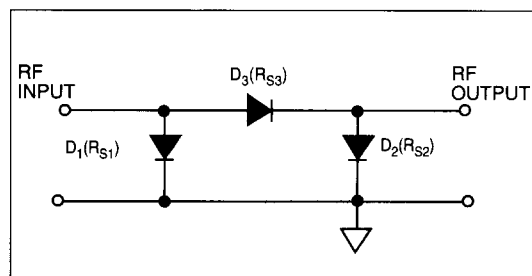 RF
INPUT
D3(RS3)
RF
OUTPUT
D1(RS1)
D2(RS2)